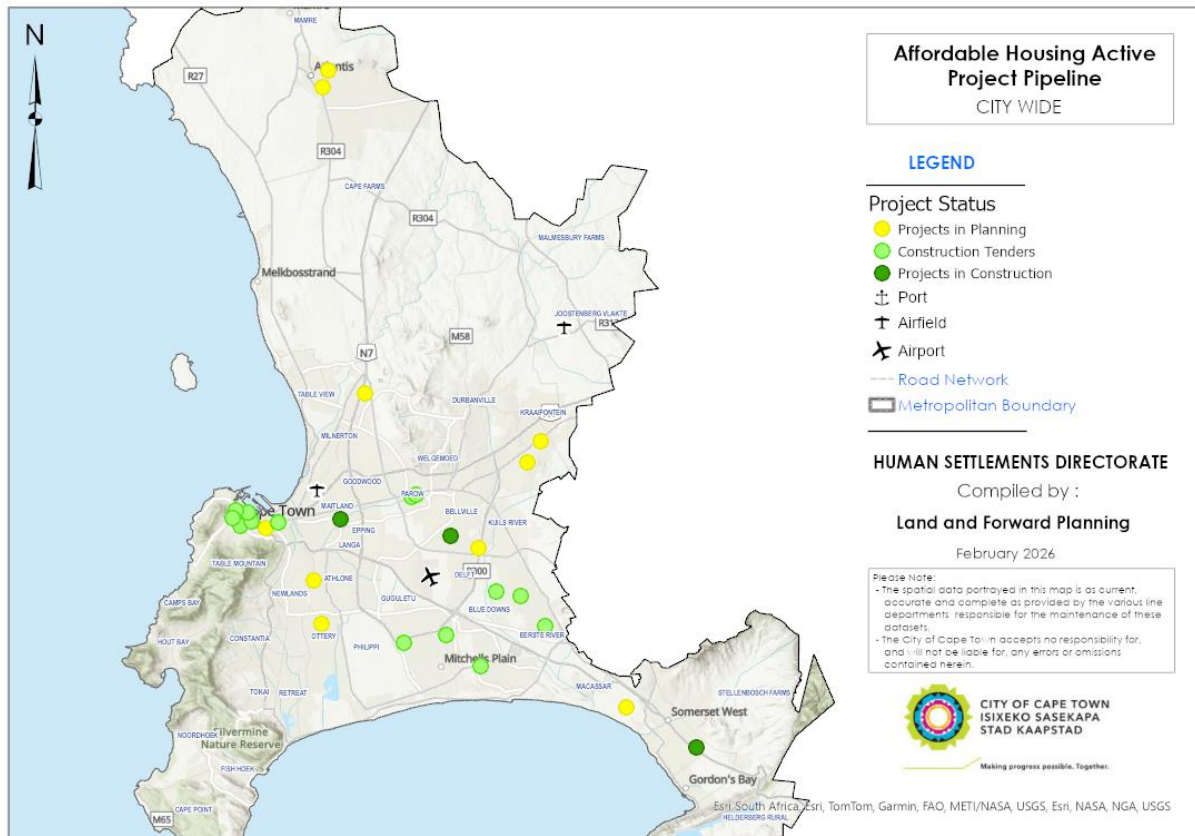 N
MAMRE
R27
Atlantis
R304
CAPE FARMS
R304
MALMESBURY FARMS
Melkbosstrand
JOOSTENBERG VLAKTE
M58
N7
TABLE VIEW
DURBANVILLE
KRAAIFONTEIN
MILNERTON
WELGEMOED
GOODWOOD
PAROW
MAITLAND
BELLVILLE
EPPING
KUILS RIVER
LANGA
TABLE MOUNTAIN
DELFT
ATHLONE
NEWLANDS
GUGULETU
CAMPS BAY
BLUE DOWNS
HOUT BAY
CONSTANTIA
OTTERY
EERSTE RIVER
PHILIPPI
Mitchells Plain
MACASSAR
TOKAI
RETREAT
STELLENBOSCH FARMS
Somerset West
NOORDHOEK
Silvermine
Nature Reserve
FISH HOEK
Gordon's Bay
CAPE POINT
M65
HELDERBERG RURAL
Esri South Africa, Esri, TomTom, Garmin, FAO, METI/NASA, USGS, Esri, NASA, NGA, USGS
Affordable Housing Active
Project Pipeline
CITY WIDE
LEGEND
Project Status
Projects in Planning
Construction Tenders
Projects in Construction
Port
Airfield
Airport
Road Network
Metropolitan Boundary
HUMAN SETTLEMENTS DIRECTORATE
Compiled by :
Land and Forward Planning
February 2026
Please Note:
- The spatial data portrayed in this map is as current,
accurate and complete as provided by the various line
departments responsible for the maintenance of these
datasets.
- The City of Cape Town accepts no responsibility for,
and will not be liable for, any errors or omissions
contained herein.
CITY OF CAPE TOWN
ISIXEKO SASEKAPA
STAD KAAPSTAD
Making progress possible. Together.